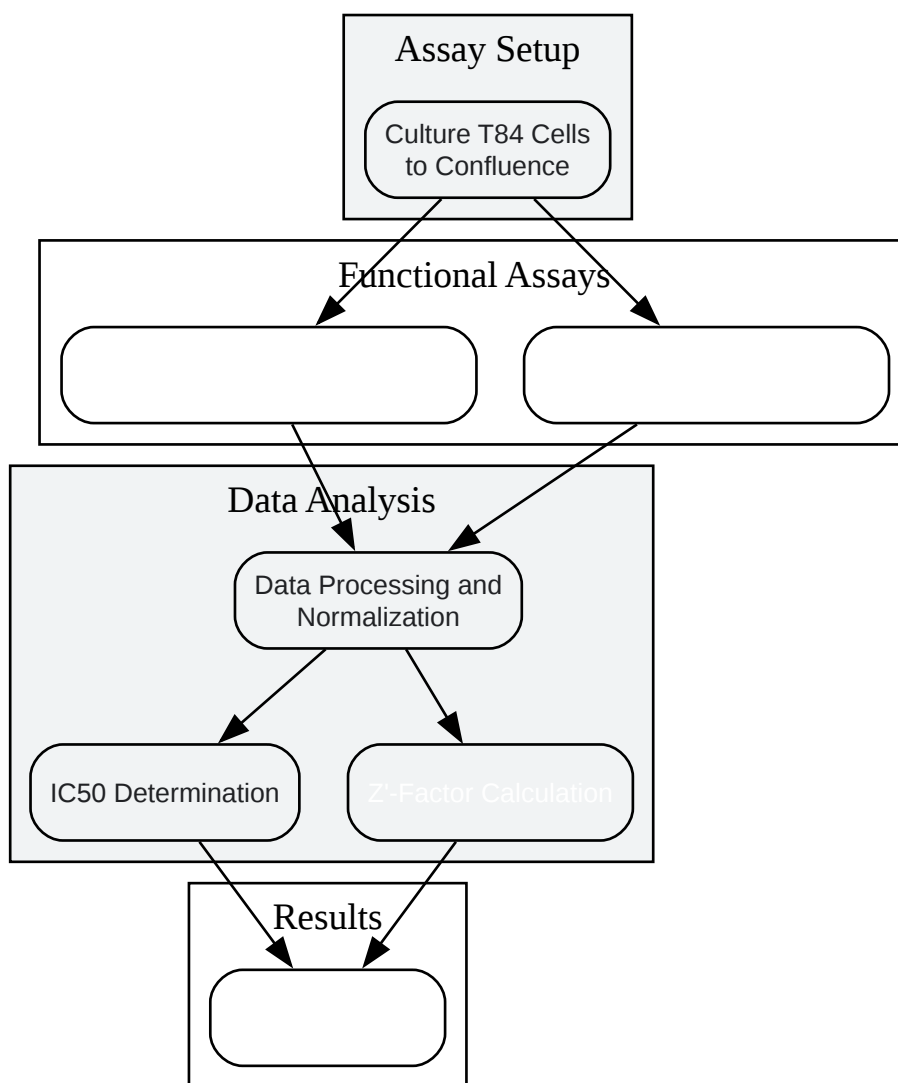 Assay Setup
Culture T84 Cells
to Confluence
Functional Assays
Data Analysis
Data Processing and
Normalization
IC50 Determination
Z'-Factor Calculation
Results